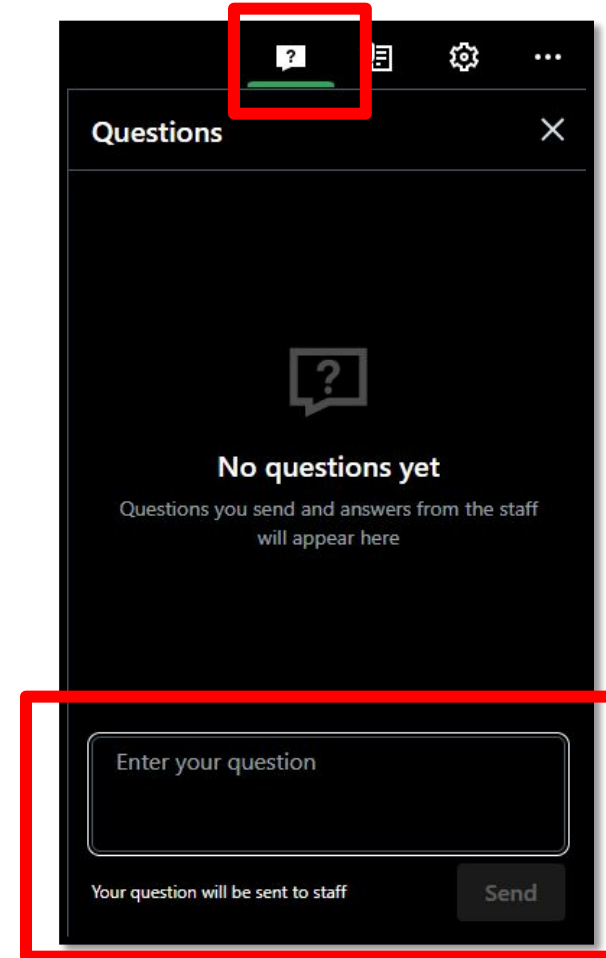 ?
Questions
?
No questions yet
Questions you send and answers from the staff
will appear here
Enter your question
Your question will be sent to staff
Send